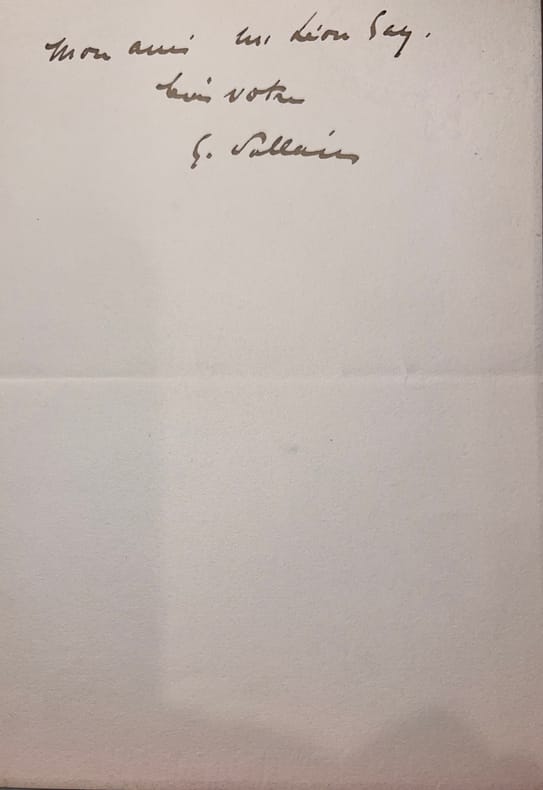 mon ami M. Léon Say.
bien votre
G. Pallain